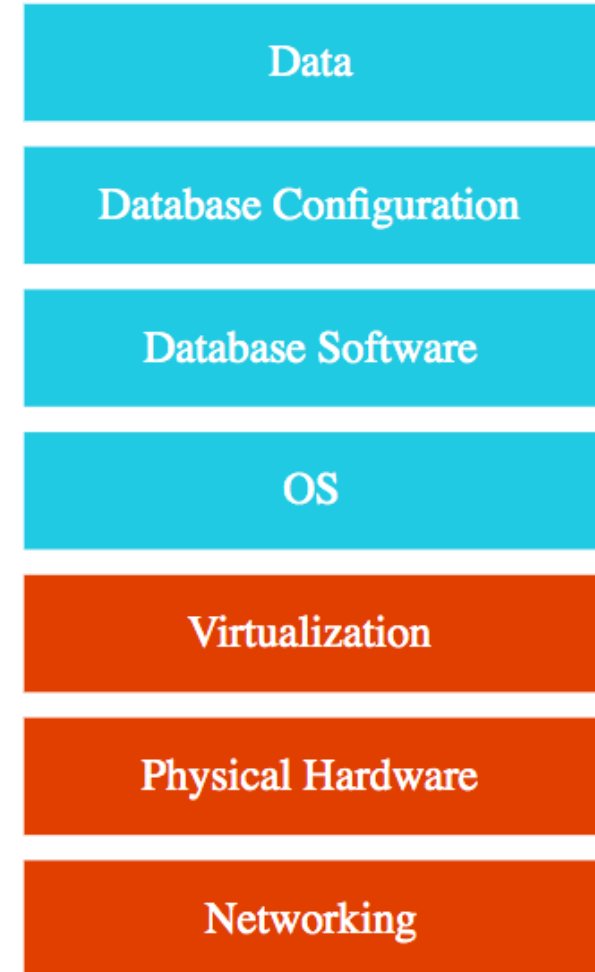 Data
Database Configuration
Database Software
OS
Virtualization
Physical Hardware
Networking